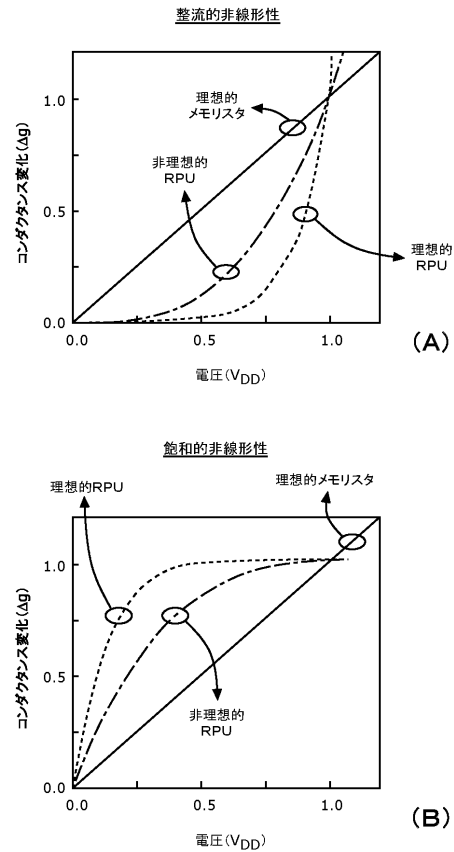 整流的非線形性
1.0
0.5
0.0
コンダクタンス変化(Δg)
理想的
メモリスタ
非理想的
RPU
理想的
RPU
0.0
0.5
1.0
電圧(VDD)
(A)
飽和的非線形性
理想的RPU
理想的メモリスタ
1.0
0.5
0.0
コンダクタンス変化(Δg)
非理想的
RPU
0.0
0.5
1.0
電圧(VDD)
(B)